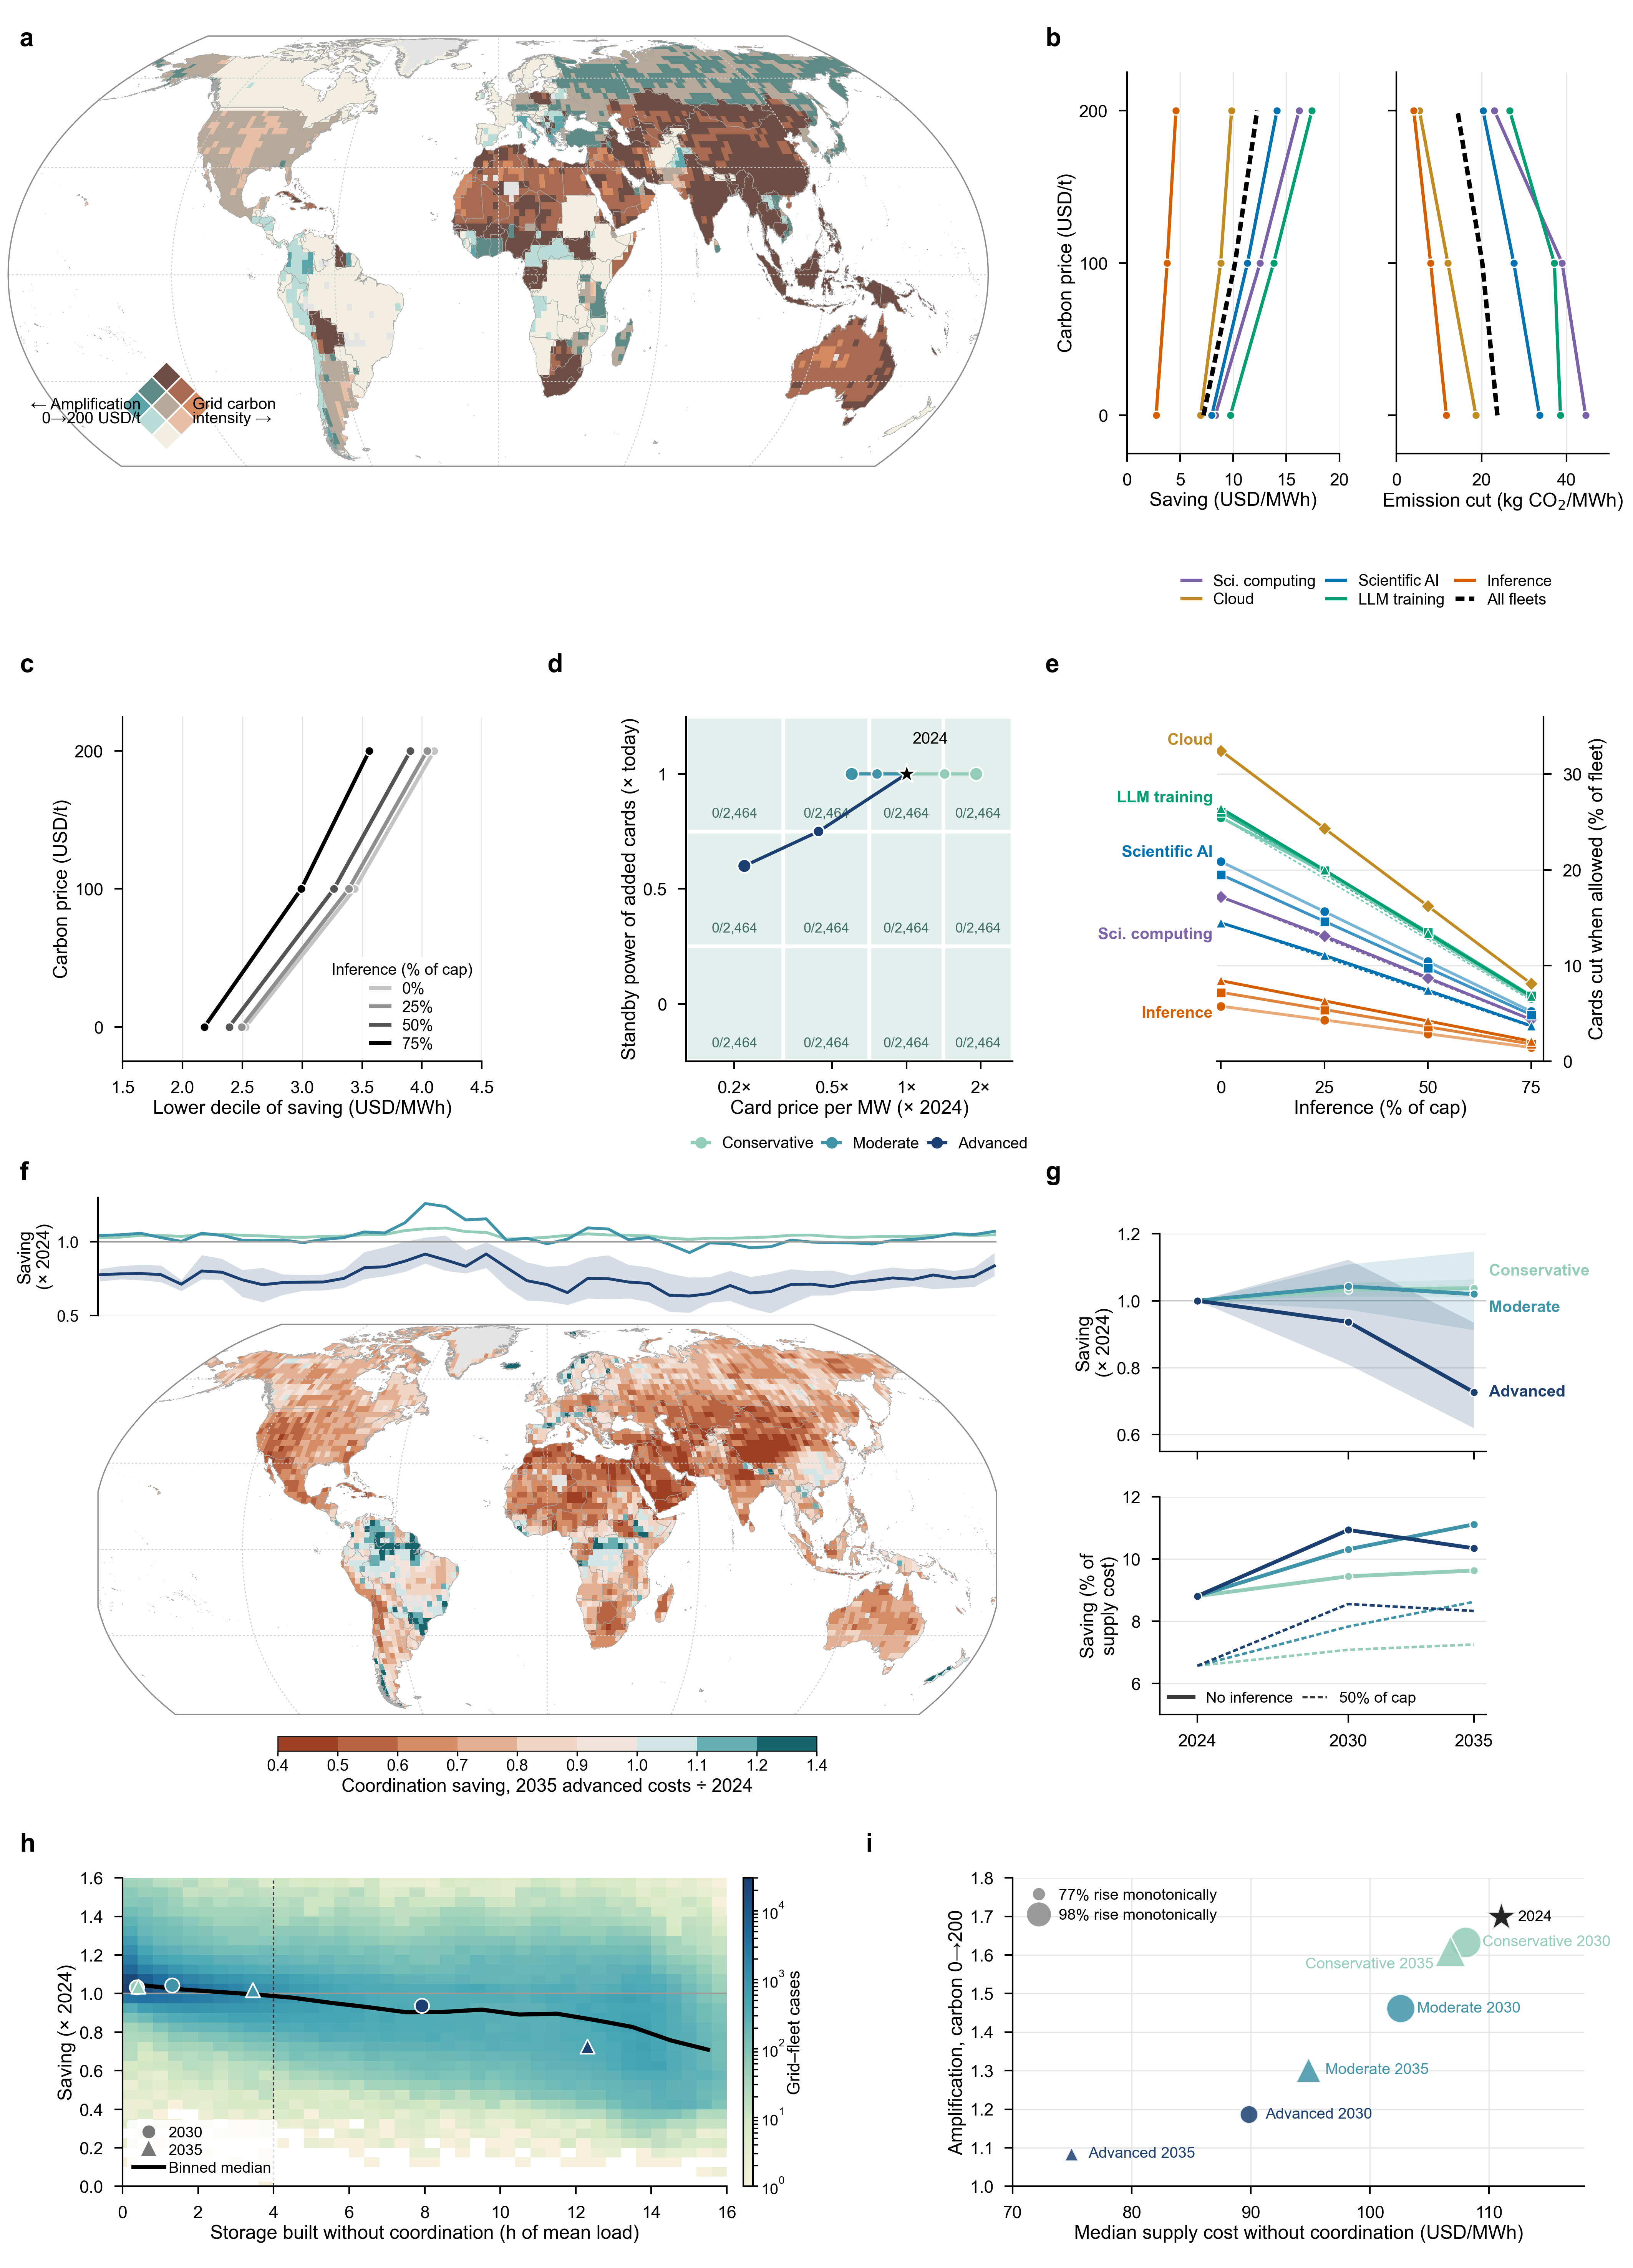 a
← Amplification
0→200 USD/t
Grid carbon
intensity →
b
Carbon price (USD/t)
200
100
0
0 5 10 15 20
Saving (USD/MWh)
0 20 40
Emission cut (kg CO₂/MWh)
Sci. computing Scientific AI Inference
Cloud LLM training All fleets
c
Carbon price (USD/t)
200
100
0
Inference (% of cap)
0%
25%
50%
75%
1.5 2.0 2.5 3.0 3.5 4.0 4.5
Lower decile of saving (USD/MWh)
d
Standby power of added cards (× today)
1
0.5
0
2024
0/2,464 0/2,464 0/2,464 0/2,464
0/2,464 0/2,464 0/2,464 0/2,464
0/2,464 0/2,464 0/2,464 0/2,464
0.2× 0.5× 1× 2×
Card price per MW (× 2024)
Conservative Moderate Advanced
e
Cloud
LLM training
Scientific AI
Sci. computing
Inference
30
20
10
0
Cards cut when allowed (% of fleet)
0 25 50 75
Inference (% of cap)
f
Saving
(× 2024)
1.0
0.5
0.4 0.5 0.6 0.7 0.8 0.9 1.0 1.1 1.2 1.4
Coordination saving, 2035 advanced costs ÷ 2024
g
Saving
(× 2024)
1.2
1.0
0.8
0.6
Conservative
Moderate
Advanced
Saving (% of
supply cost)
12
10
8
6
No inference 50% of cap
2024 2030 2035
h
Saving (× 2024)
1.6
1.4
1.2
1.0
0.8
0.6
0.4
0.2
0.0
2030
2035
Binned median
0 2 4 6 8 10 12 14 16
Storage built without coordination (h of mean load)
10⁴
10³
10²
10¹
10⁰
Grid–fleet cases
i
Amplification, carbon 0→200
1.8
1.7
1.6
1.5
1.4
1.3
1.2
1.1
1.0
77% rise monotonically
98% rise monotonically
2024
Conservative 2030
Conservative 2035
Moderate 2030
Moderate 2035
Advanced 2030
Advanced 2035
70 80 90 100 110
Median supply cost without coordination (USD/MWh)